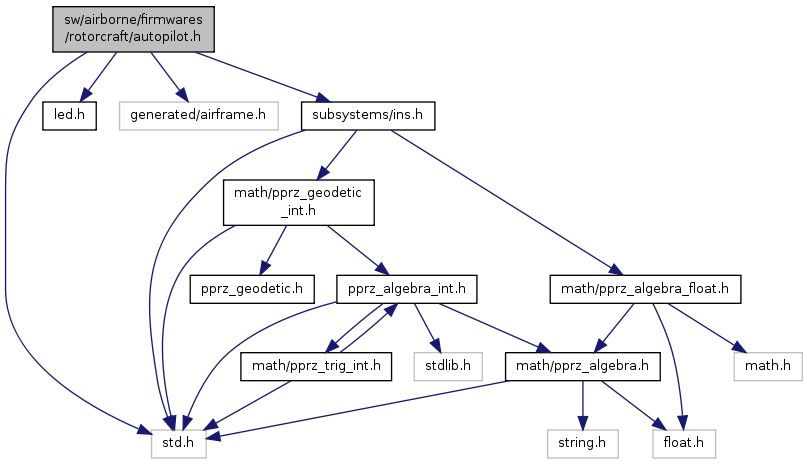 sw/airborne/firmwares
/rotorcraft/autopilot.h
led.h
generated/airframe.h
subsystems/ins.h
math/pprz_geodetic
_int.h
pprz_geodetic.h
pprz_algebra_int.h
math/pprz_algebra_float.h
math/pprz_trig_int.h
stdlib.h
math/pprz_algebra.h
math.h
std.h
string.h
float.h